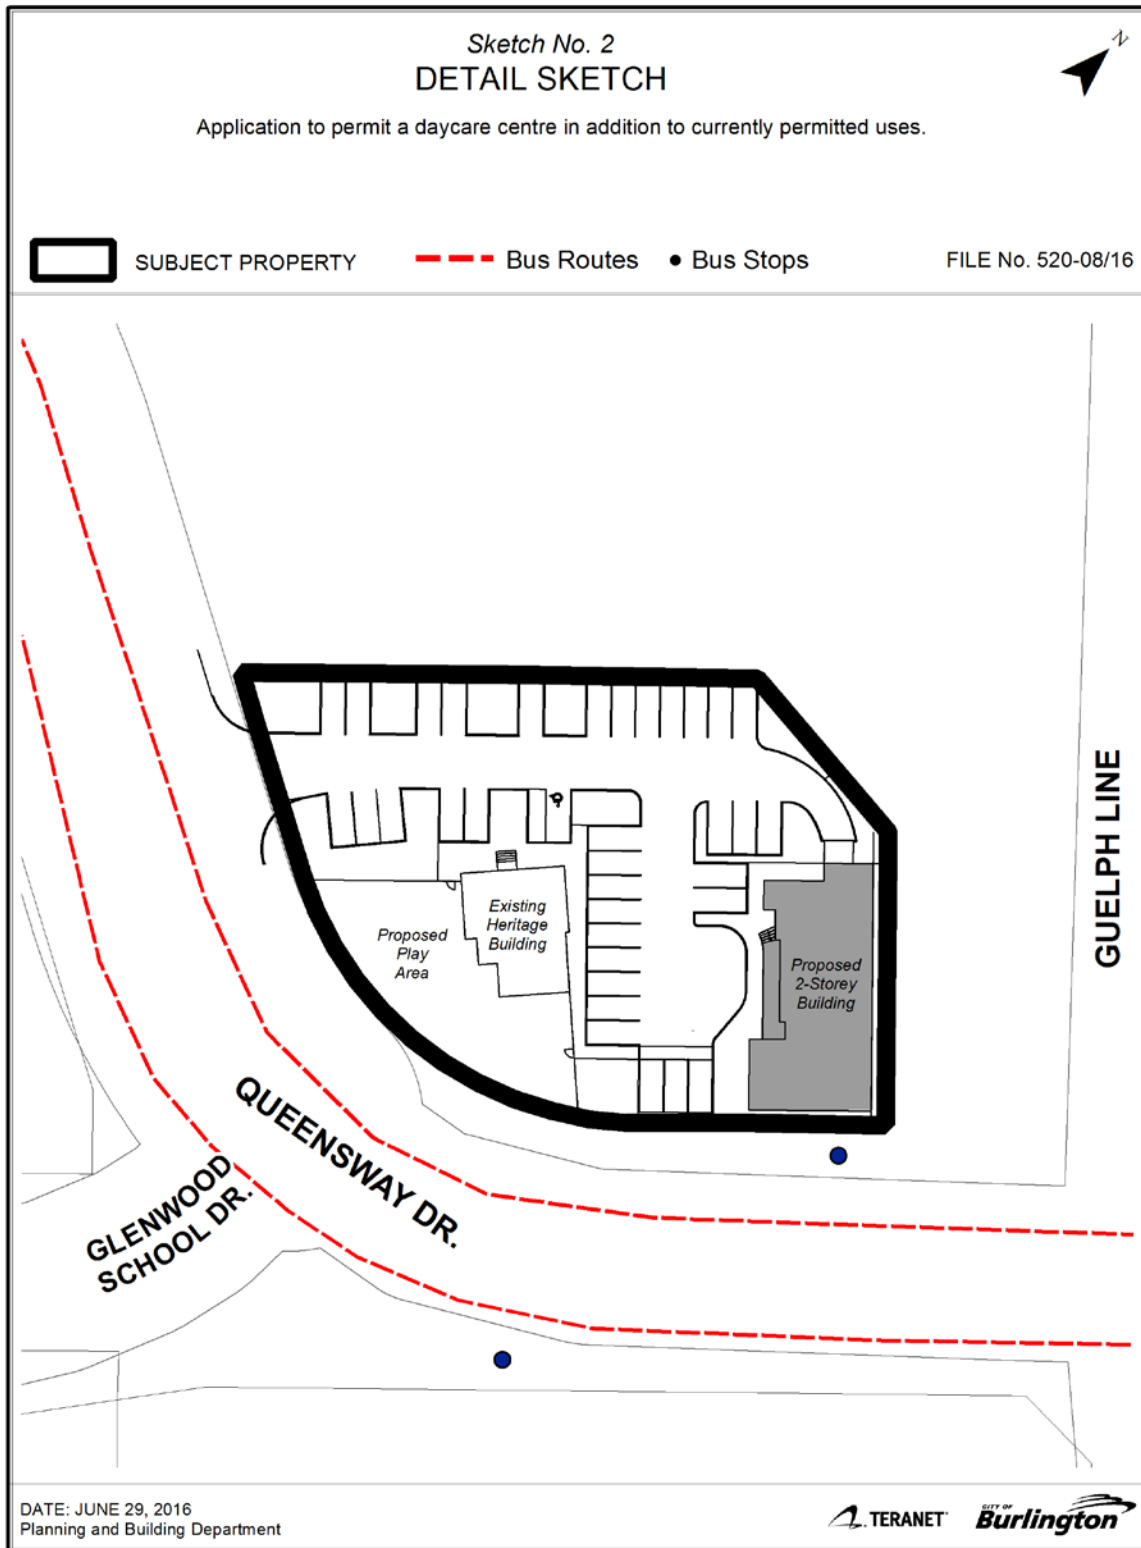 Sketch No. 2
DETAIL SKETCH
N
Application to permit a daycare centre in addition to currently permitted uses.
SUBJECT PROPERTY
Bus Routes
Bus Stops
FILE No. 520-08/16
GUELPH LINE
Existing
Heritage
Building
Proposed
Play
Area
Proposed
2-Storey
Building
QUEENSWAY DR.
GLENWOOD
SCHOOL DR.
DATE: JUNE 29, 2016
Planning and Building Department
TERANET
CITY OF
Burlington